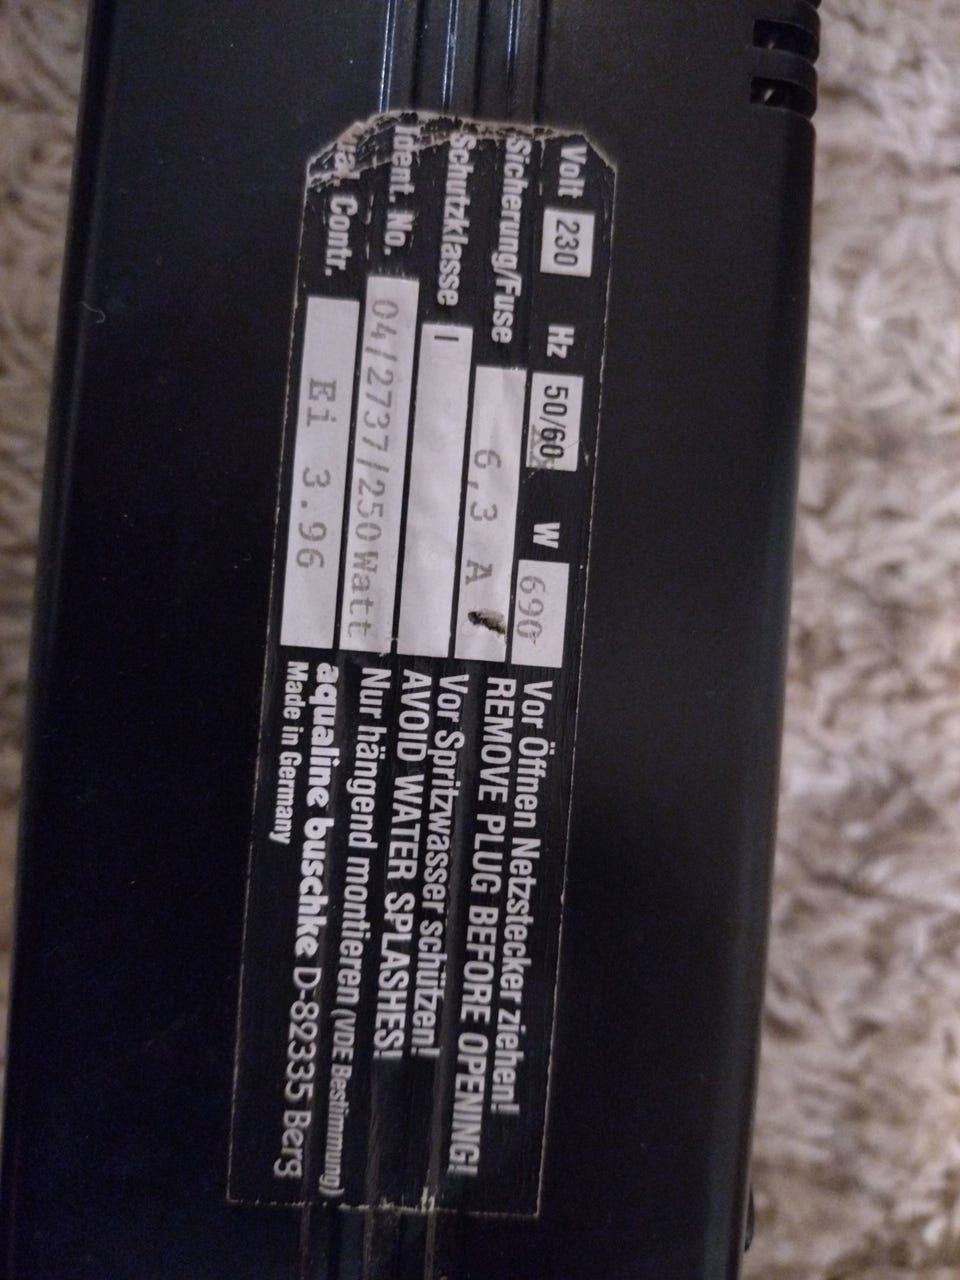 Volt 230 Hz 50/60 W 690
Sicherung/Fuse 6,3 A
Schutzklasse I
Ident. No. 04/2737/250Watt
Contr. Ei 3.96
Vor Öffnen Netzstecker ziehen!
REMOVE PLUG BEFORE OPENING!
Vor Spritzwasser schützen!
AVOID WATER SPLASHES!
Nur hängend montieren (VDE Bestimmung)
aqualine buschke D-82335 Berg
Made in Germany